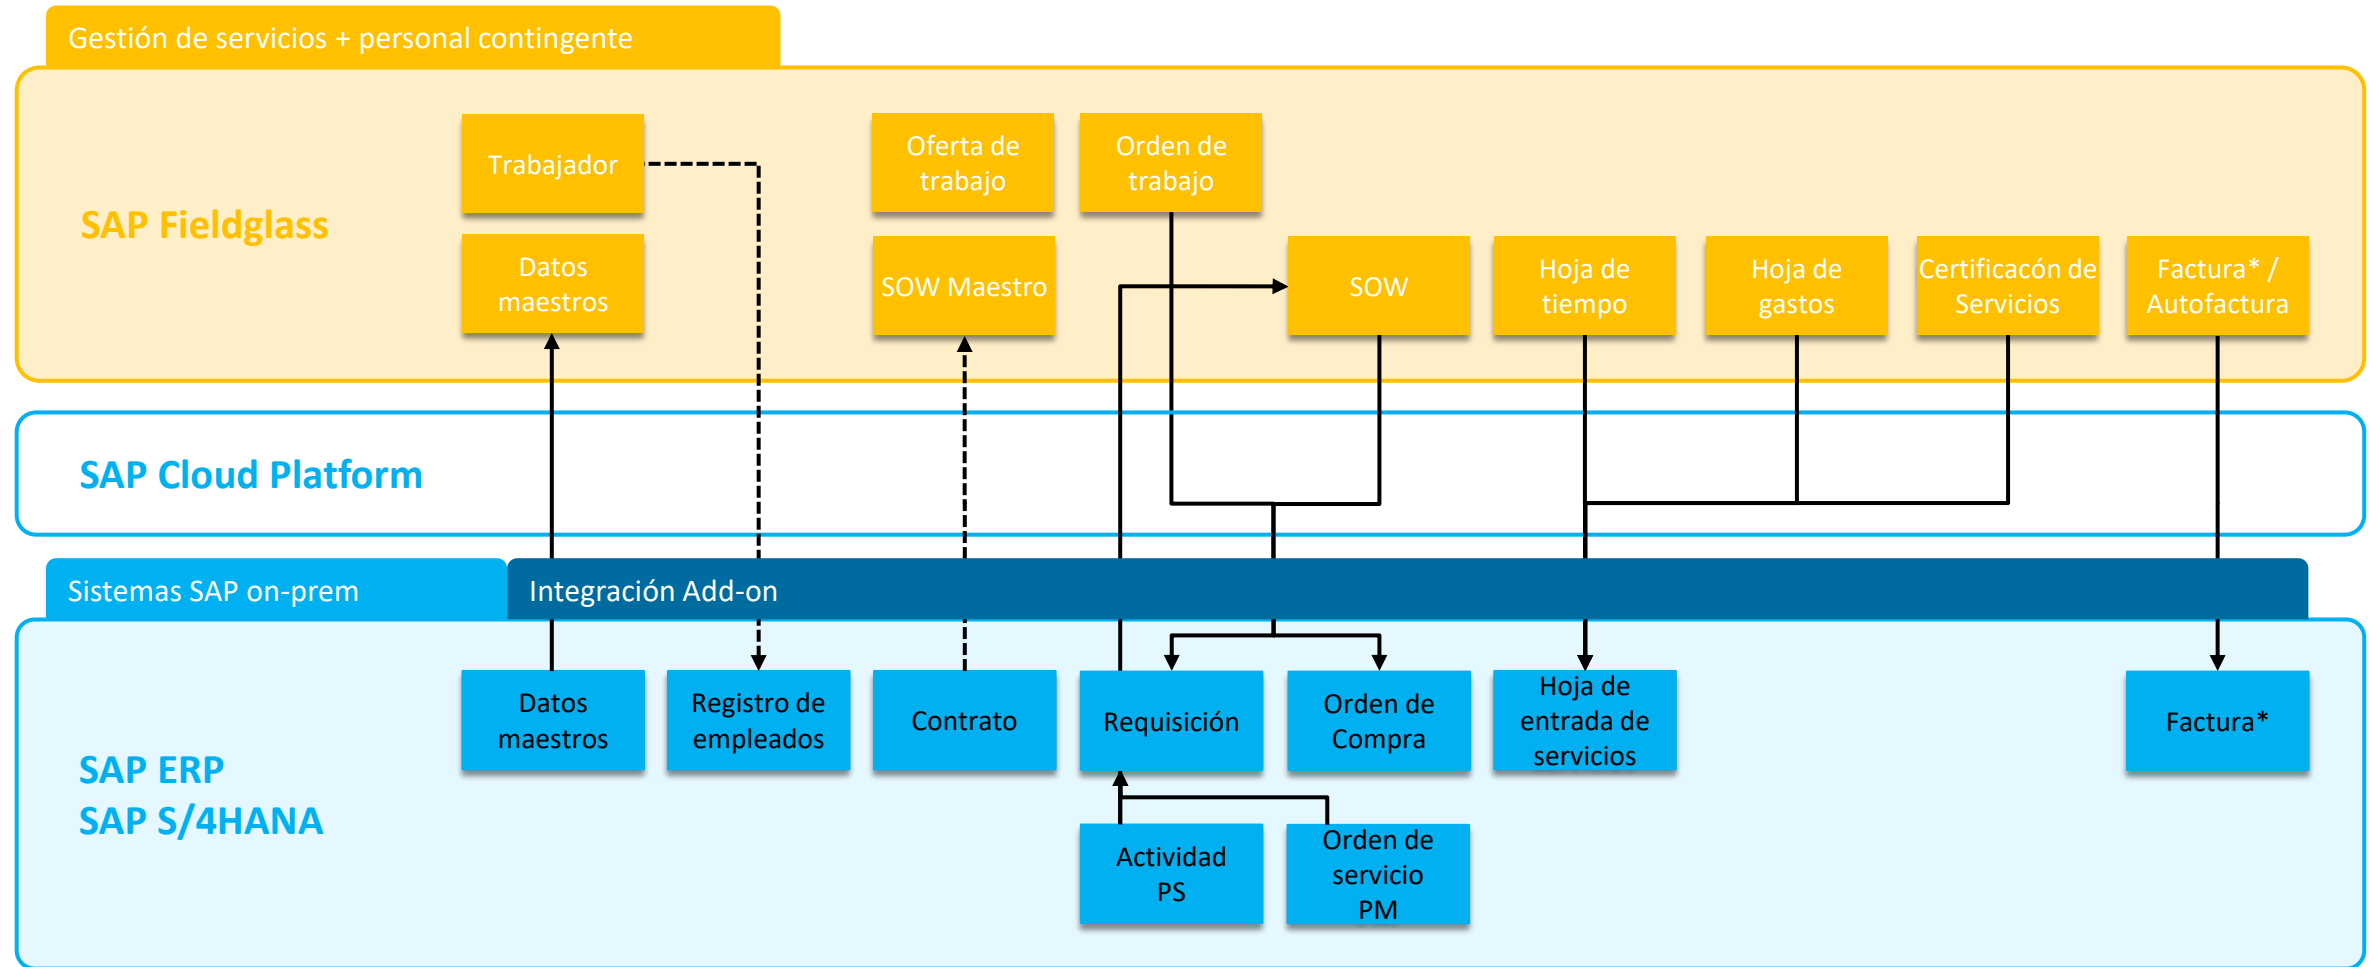 Gestión de servicios + personal contingente
SAP Fieldglass
Trabajador
Oferta de
trabajo
Orden de
trabajo
Datos
maestros
SOW Maestro
SOW
Hoja de
tiempo
Hoja de
gastos
Certificacón de
Servicios
Factura* /
Autofactura
SAP Cloud Platform
Sistemas SAP on-prem
Integración Add-on
SAP ERP
SAP S/4HANA
Datos
maestros
Registro de
empleados
Contrato
Requisición
Orden de
Compra
Hoja de
entrada de
servicios
Factura*
Actividad
PS
Orden de
servicio
PM